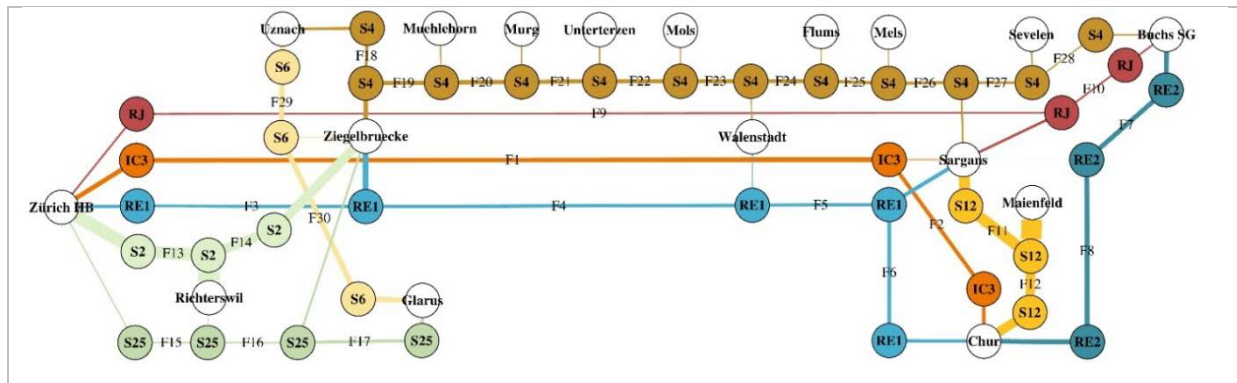 Uznach S4 Muehlehorn Murg Unterterzen Mols Flums Mels Sevelen S4 Buchs SG
F18 F28
S6 S4 F19 S4 F20 S4 F21 S4 F22 S4 F23 S4 F24 S4 F25 S4 F26 S4 F27 S4 RJ RE2
F29 F10
RJ F9 RJ
S6 Ziegelbruecke Walenstadt F7
IC3 F1 IC3 Sargans RE2
Zürich HB RE1 F3 RE1 F4 RE1 F5 RE1 S12 Maienfeld
F30 F2 F11
S2 F13 S2 F14 S2 S12 F8
F6
Richterswil S6 Glarus IC3 F12
S12
S25 F15 S25 F16 S25 F17 S25 RE1 Chur RE2